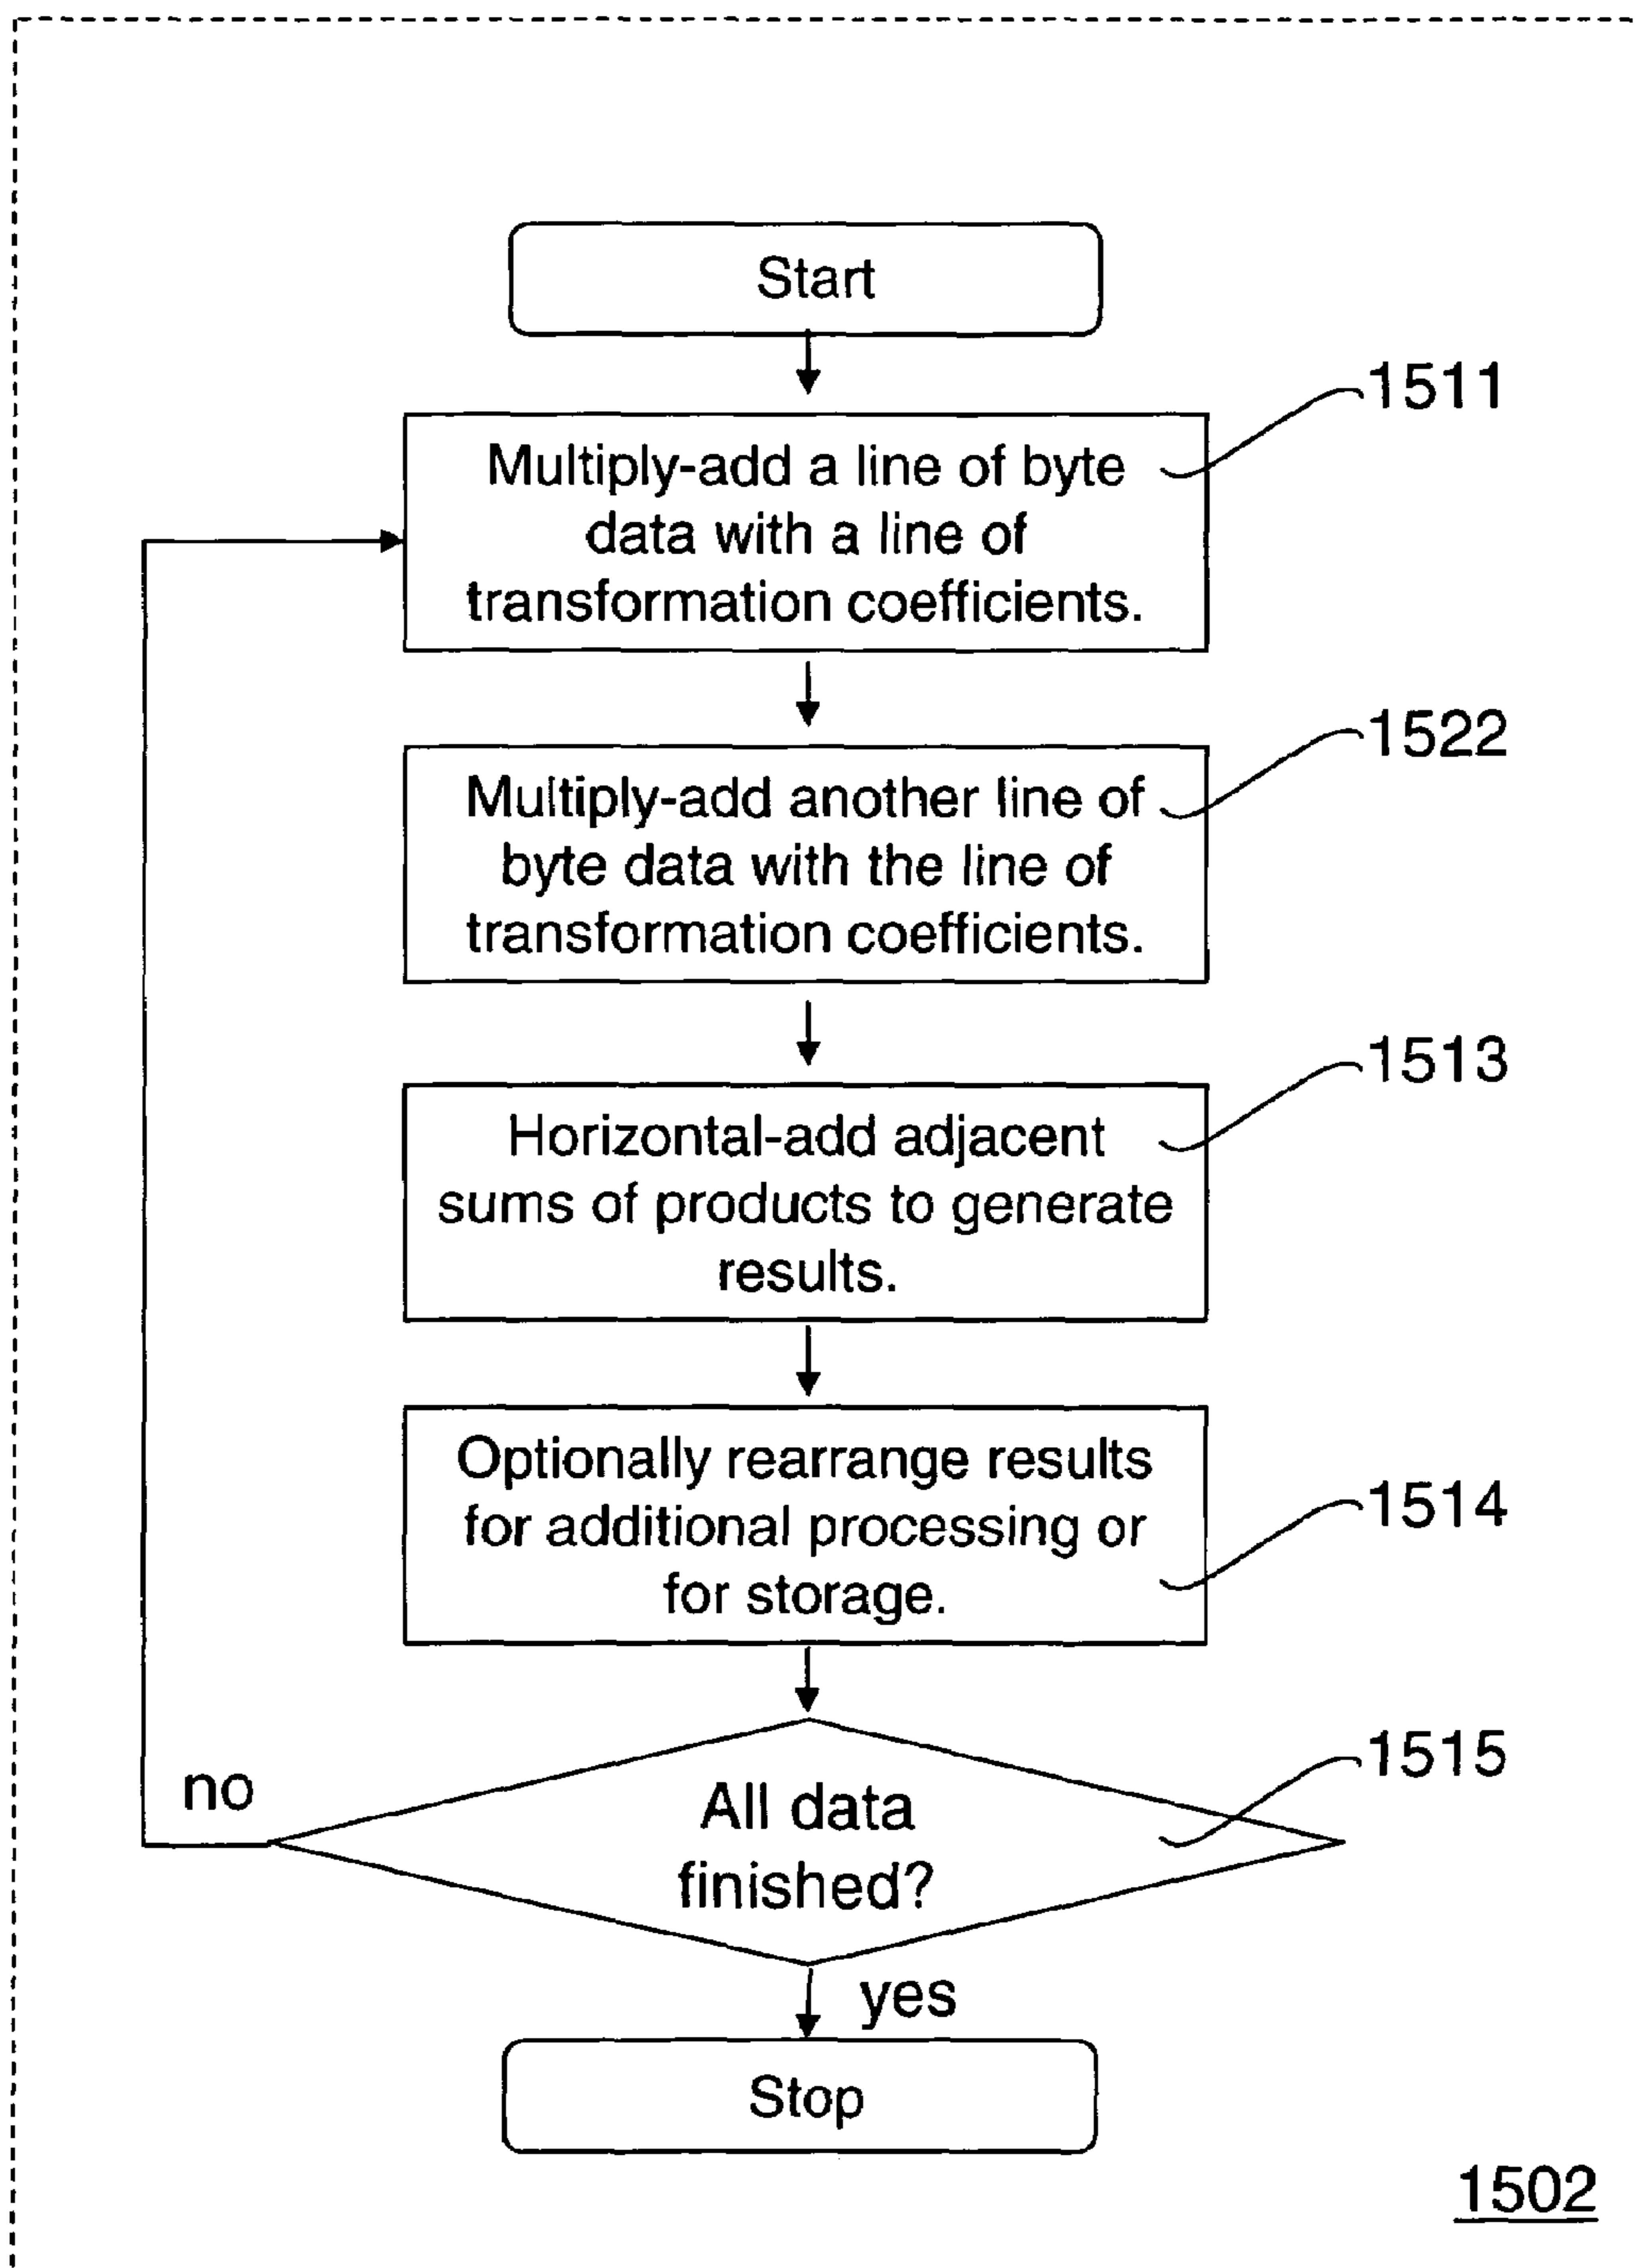 Start
1511
Multiply-add a line of byte
data with a line of
transformation coefficients.
1522
Multiply-add another line of
byte data with the line of
transformation coefficients.
1513
Horizontal-add adjacent
sums of products to generate
results.
Optionally rearrange results
for additional processing or
for storage.
1514
1515
no
All data
finished?
yes
Stop
1502